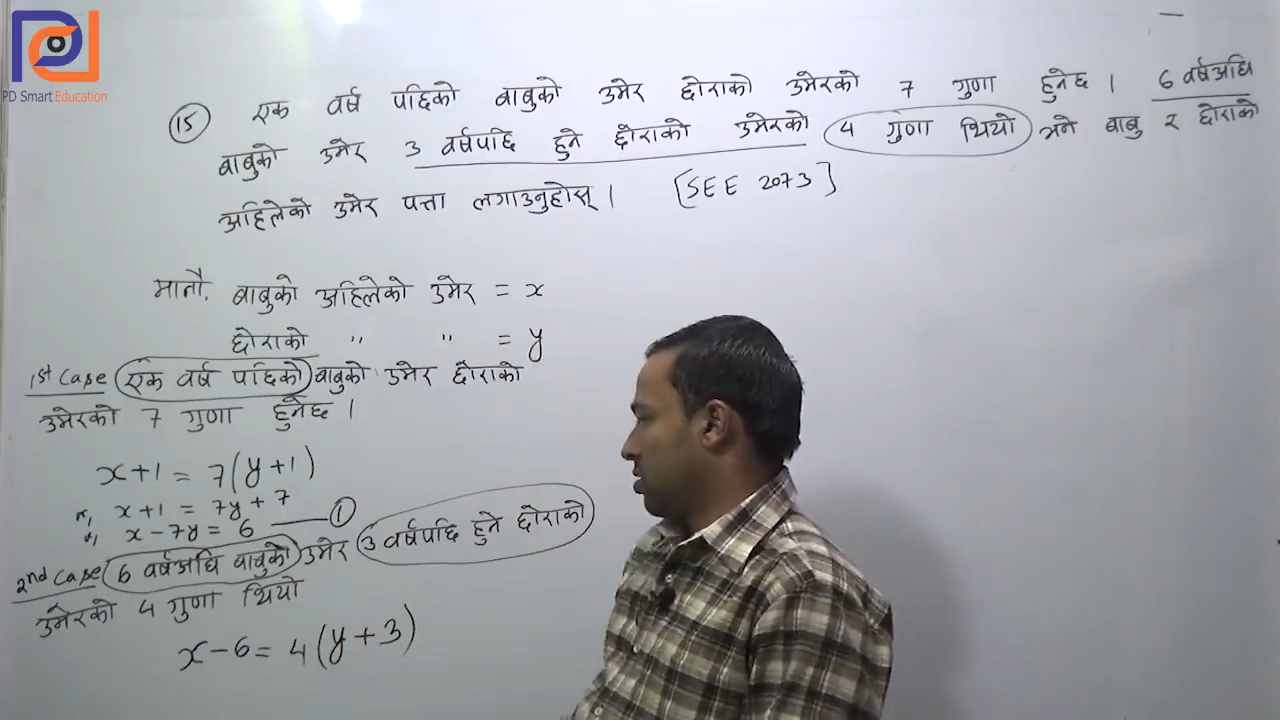 PD Smart Education
15 एक वर्ष पछिको बाबुको उमेर छोराको उमेरको 7 गुणा हुनेछ । 6 वर्षअघि
बाबुको उमेर 3 वर्षपछि हुने छोराको उमेरको 4 गुणा थियो भने बाबु र छोराको
अहिलेको उमेर पत्ता लगाउनुहोस् । [SEE 2073]
मानौ, बाबुको अहिलेको उमेर = x
छोराको " " = y
1st Case एक वर्ष पछिको बाबुको उमेर छोराको
उमेरको 7 गुणा हुनेछ ।
x+1 = 7(y+1)
or, x+1 = 7y+7
or, x-7y = 6 — 1
2nd Case 6 वर्षअघि बाबुको उमेर 3 वर्षपछि हुने छोराको
उमेरको 4 गुणा थियो
x-6 = 4(y+3)